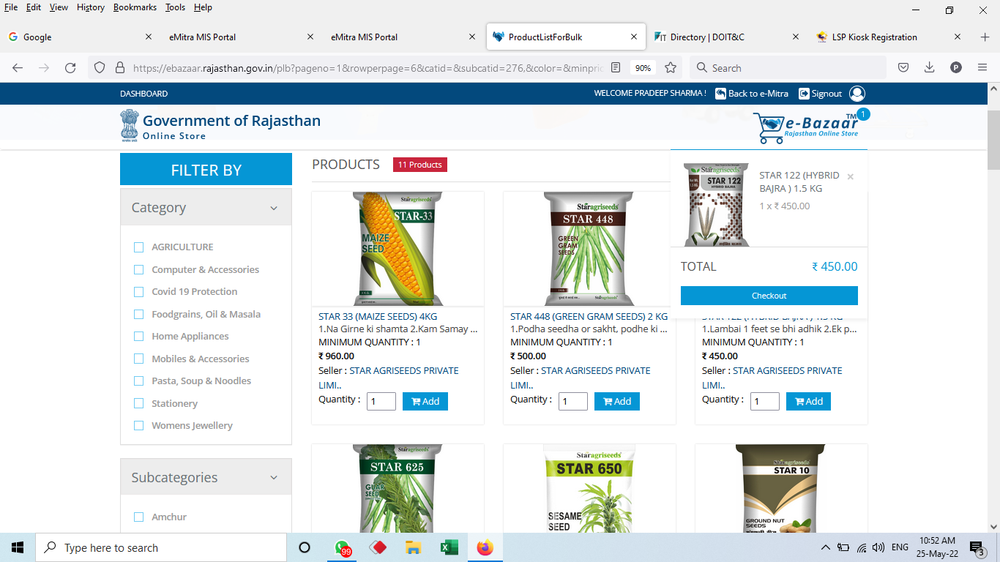 File Edit View History Bookmarks Tools Help
Google
eMitra MIS Portal
eMitra MIS Portal
ProductListForBulk
Directory | DOIT&C
LSP Kiosk Registration
https://ebazaar.rajasthan.gov.in/plb?pageno=1&rowperpage=6&catid=&subcatid=276,&color=&minpric
90%
Search
P
DASHBOARD
WELCOME PRADEEP SHARMA !
Back to e-Mitra
Signout
Government of Rajasthan
Online Store
e-Bazaar TM
Rajasthan Online Store
1
FILTER BY
Category
AGRICULTURE
Computer & Accessories
Covid 19 Protection
Foodgrains, Oil & Masala
Home Appliances
Mobiles & Accessories
Pasta, Soup & Noodles
Stationery
Womens Jewellery
Subcategories
Amchur
PRODUCTS
11 Products
Staragriseeds
STAR-33
MAIZE
SEED
STAR 33 (MAIZE SEEDS) 4KG
1.Na Girne ki shamta 2.Kam Samay ...
MINIMUM QUANTITY : 1
₹ 960.00
Seller : STAR AGRISEEDS PRIVATE
LIMI..
Quantity : 1 Add
Staragriseeds
STAR 448
GREEN
GRAM
SEEDS
Staragriseeds
STAR 448 (GREEN GRAM SEEDS) 2 KG
1.Podha seedha or sakht, podhe ki ...
MINIMUM QUANTITY : 1
₹ 500.00
Seller : STAR AGRISEEDS PRIVATE
LIMI..
Quantity : 1 Add
Staragriseeds
STAR 122
HYBRID BAJRA
STAR 122 (HYBRID
BAJRA ) 1.5 KG
1 x ₹ 450.00
TOTAL ₹ 450.00
Checkout
STAR 122 (HYBRID BAJRA ) 1.5 KG
1.Lambai 1 feet se bhi adhik 2.Ek p...
MINIMUM QUANTITY : 1
₹ 450.00
Seller : STAR AGRISEEDS PRIVATE
LIMI..
Quantity : 1 Add
Staragriseeds
STAR 625
GUAR
SEED
Staragriseeds
STAR 650
SESAME
SEED
Staragriseeds
STAR 10
GROUND NUT
SEEDS
Type here to search
99
ENG
10:52 AM
25-May-22
3